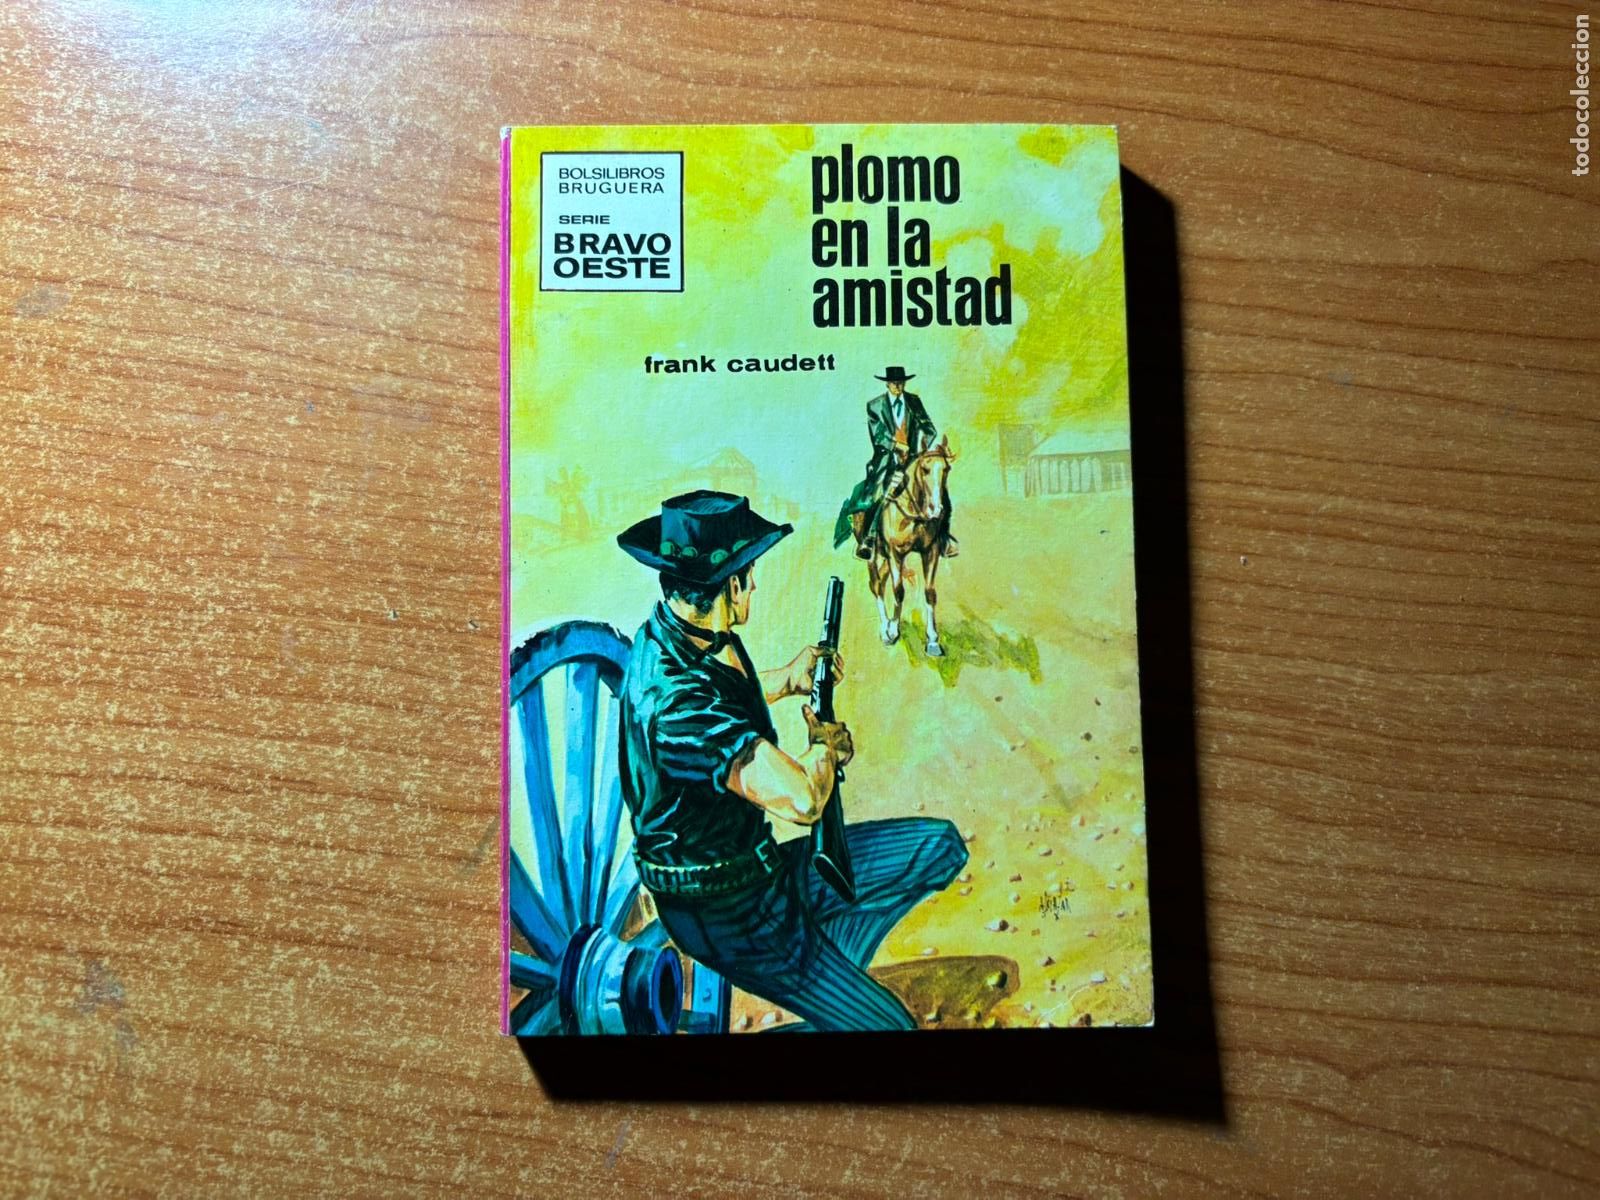 BOLSILIBROS
BRUGUERA
SERIE
BRAVO
OESTE
plomo
en la
amistad
frank caudett
todocoleccion